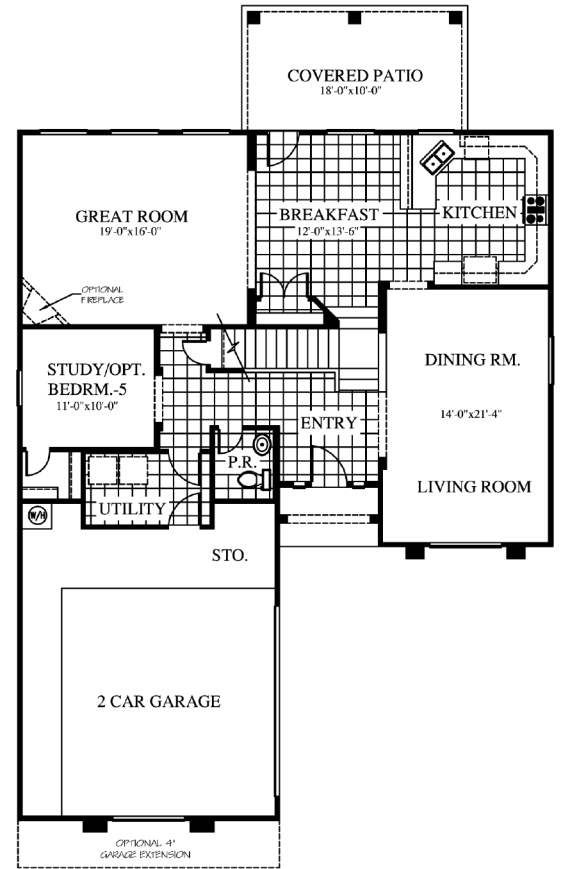 COVERED PATIO
18'-0"x10'-0"
GREAT ROOM
19'-0"x16'-0"
BREAKFAST
12'-0"x13'-6"
KITCHEN
OPTIONAL
FIREPLACE
STUDY/OPT.
BEDRM.-5
11'-0"x10'-0"
DINING RM.
14'-0"x21'-4"
ENTRY
P.R.
LIVING ROOM
UTILITY
W/H
STO.
2 CAR GARAGE
OPTIONAL 4'
GARAGE EXTENSION